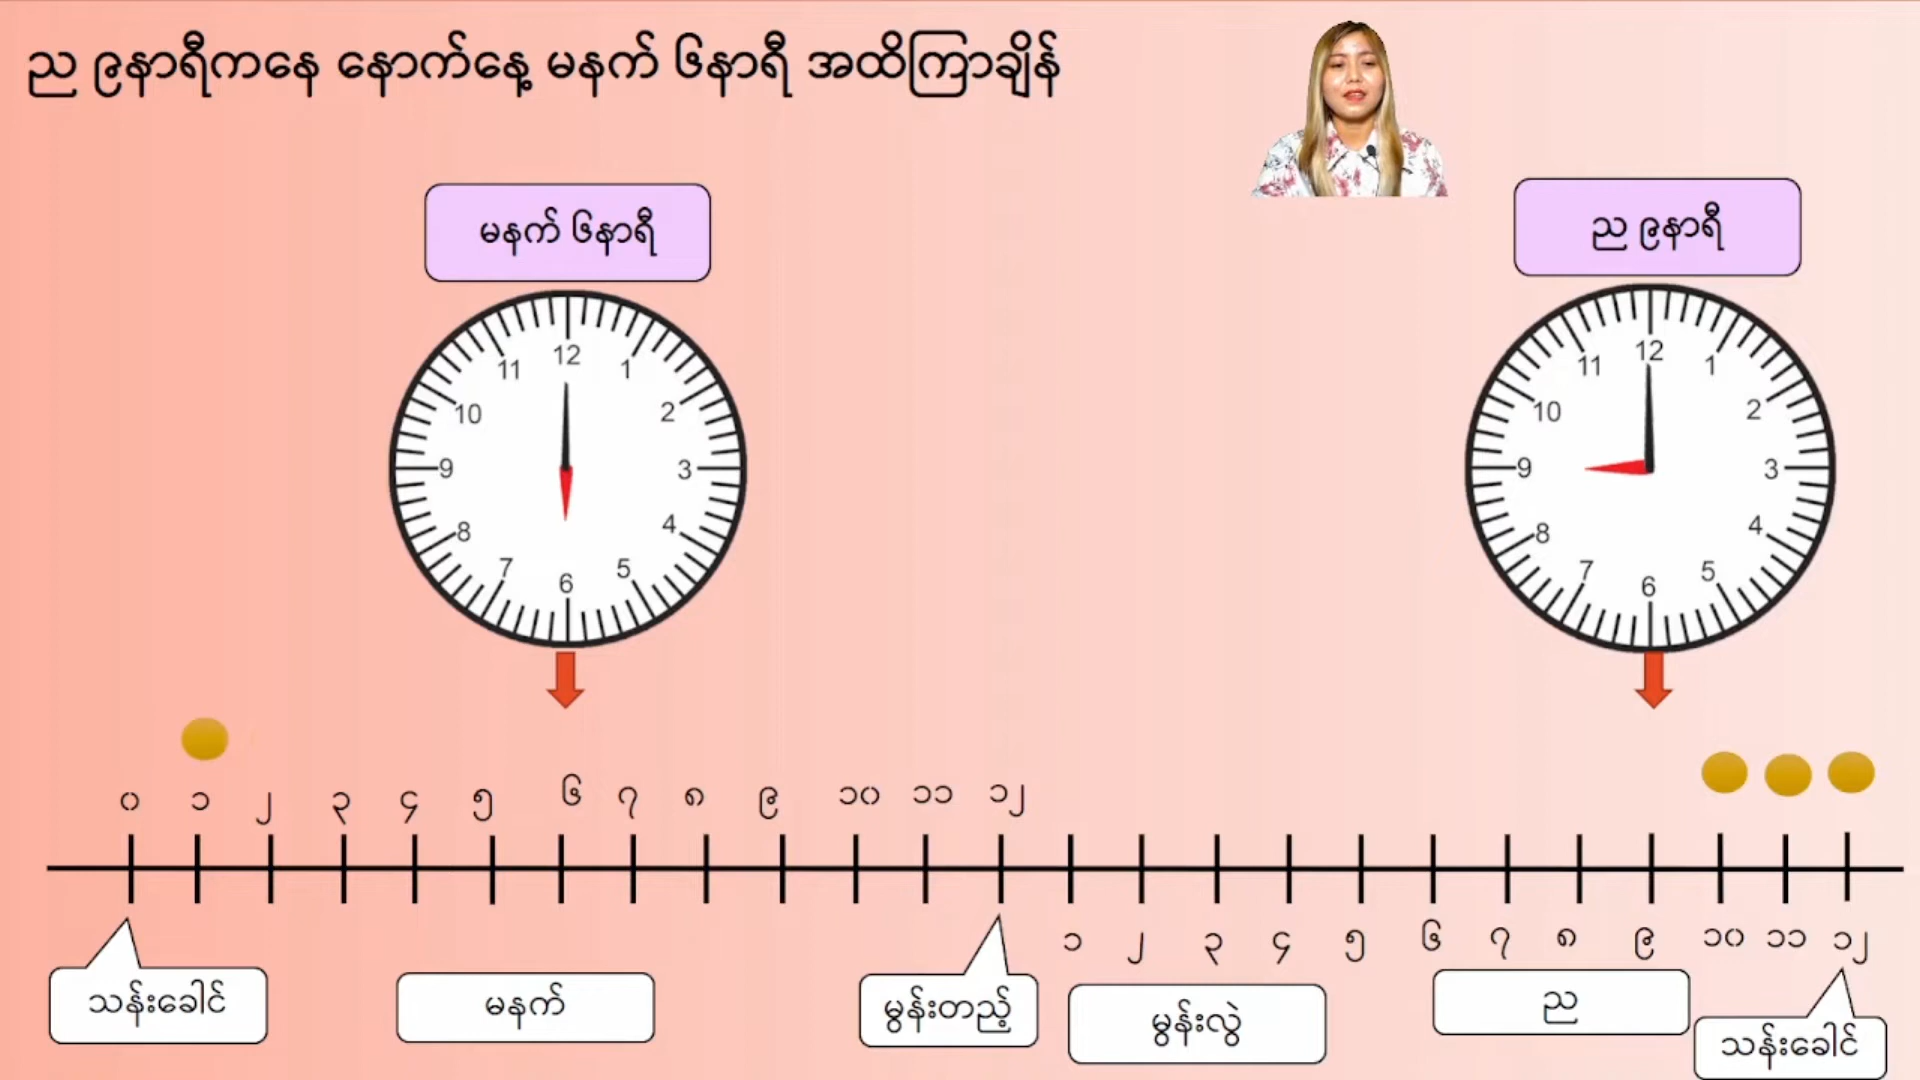 ည ၉နာရီကနေ နောက်နေ့ မနက် ၆နာရီ အထိကြာချိန်
မနက် ၆နာရီ
ည ၉နာရီ
12
1
2
3
4
5
6
7
8
9
10
11
12
1
2
3
4
5
6
7
8
9
10
11
၀ ၁ ၂ ၃ ၄ ၅ ၆ ၇ ၈ ၉ ၁၀ ၁၁ ၁၂
၁ ၂ ၃ ၄ ၅ ၆ ၇ ၈ ၉ ၁၀ ၁၁ ၁၂
သန်းခေါင်
မနက်
မွန်းတည့်
မွန်းလွဲ
ည
သန်းခေါင်